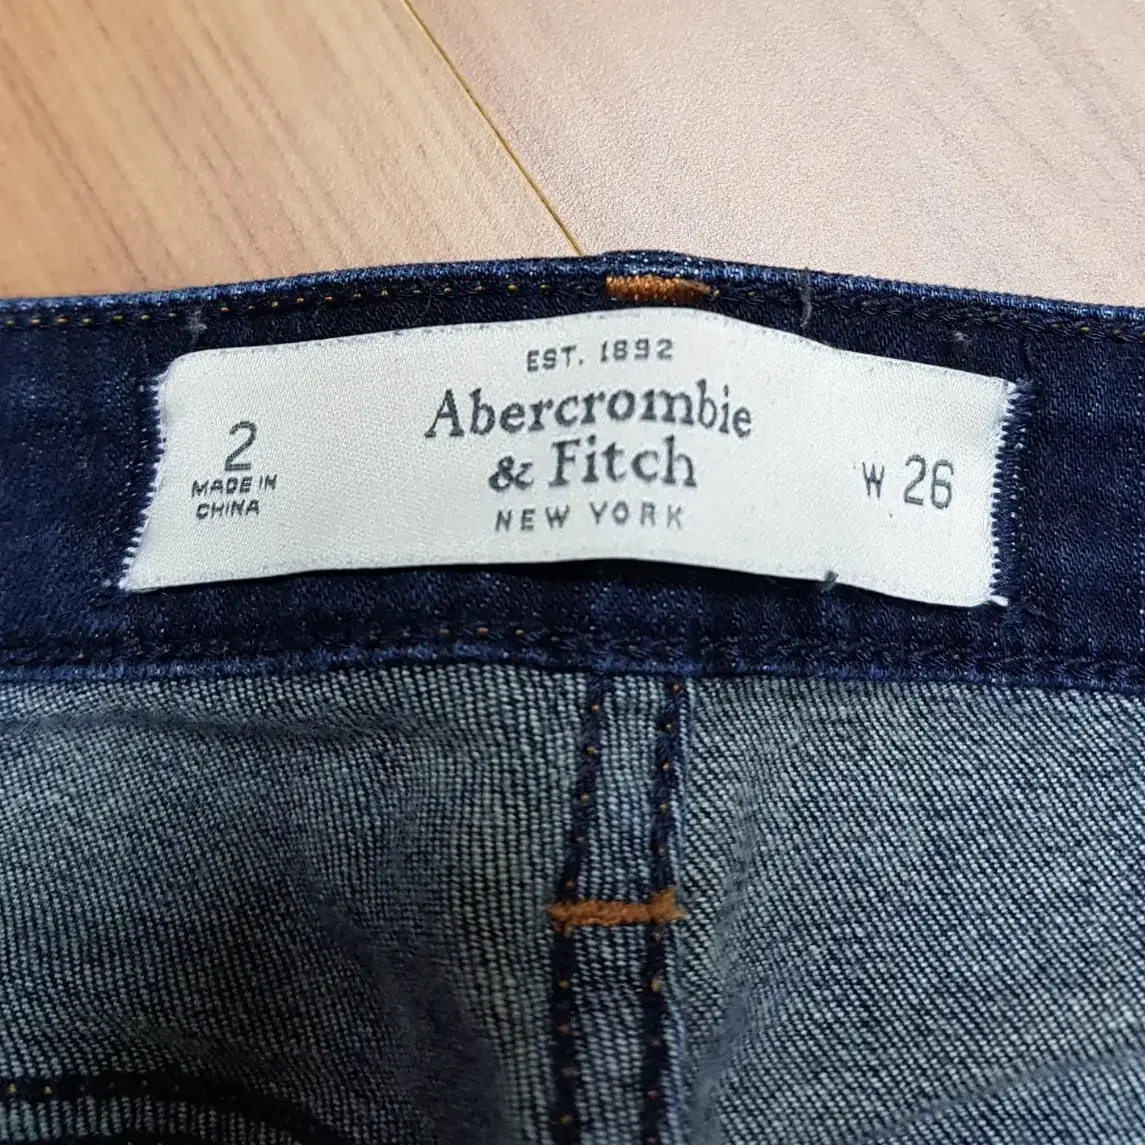 EST. 1892
Abercrombie
& Fitch
NEW YORK
2
MADE IN
CHINA
W 26